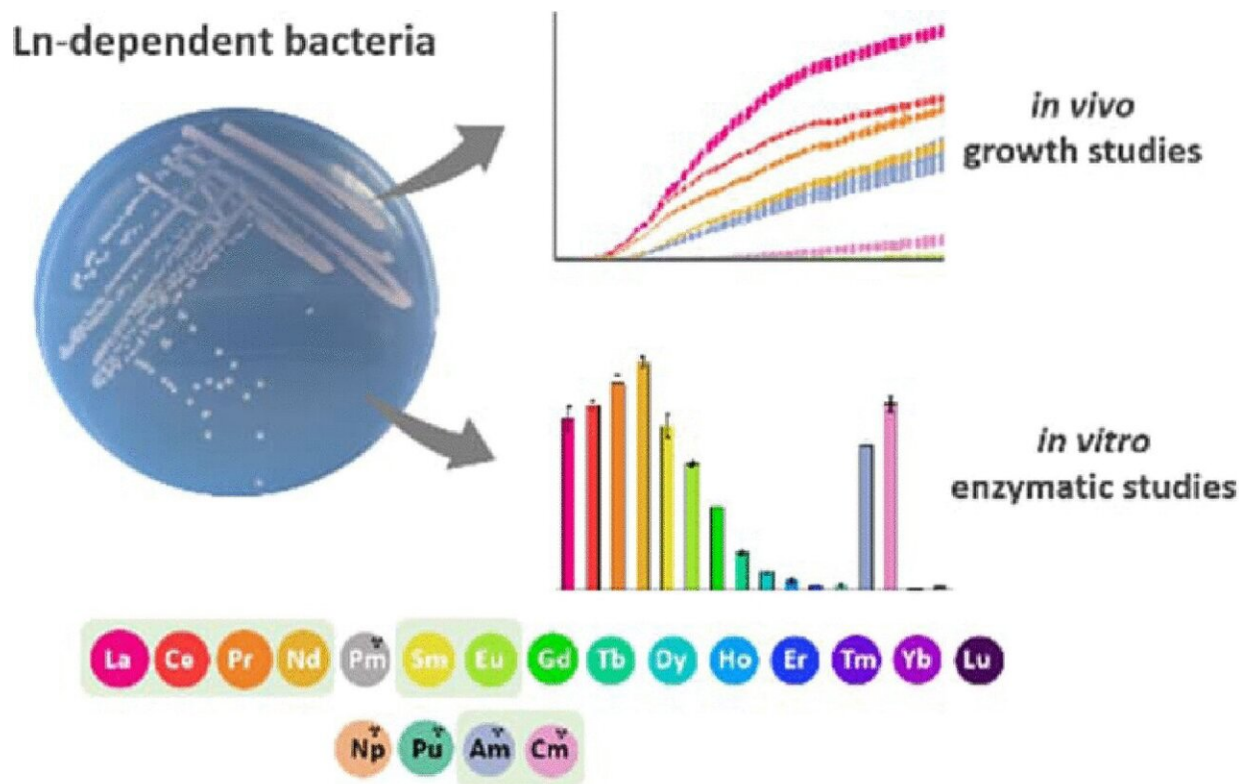 Ln-dependent bacteria
in vivo
growth studies
in vitro
enzymatic studies
La Ce Pr Nd Pm Sm Eu Gd Tb Dy Ho Er Tm Yb Lu
Np Pu Am Cm